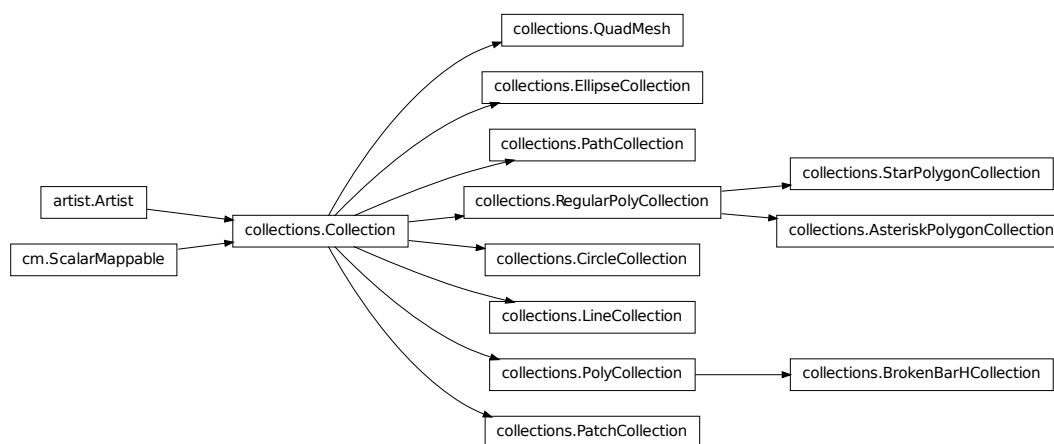 collections.QuadMesh
collections.EllipseCollection
collections.PathCollection
collections.StarPolygonCollection
artist.Artist
collections.RegularPolyCollection
collections.Collection
collections.AsteriskPolygonCollection
cm.ScalarMappable
collections.CircleCollection
collections.LineCollection
collections.PolyCollection
collections.BrokenBarHCollection
collections.PatchCollection